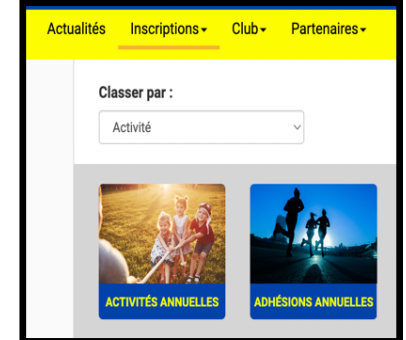 Actualités Inscriptions Club Partenaires
Classer par :
Activité
ACTIVITÉS ANNUELLES ADHÉSIONS ANNUELLES